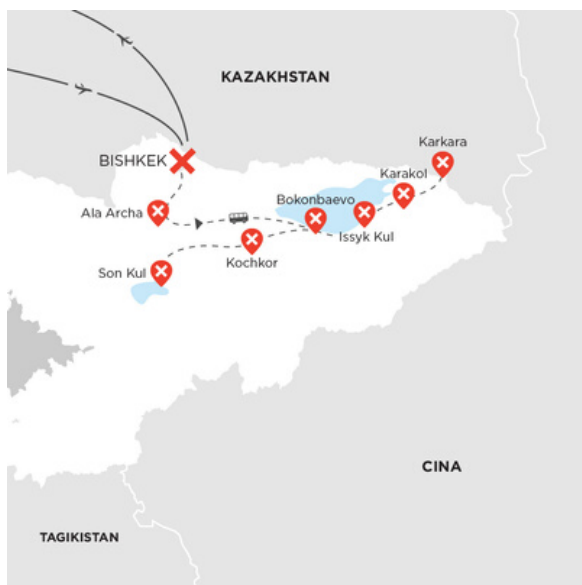 KAZAKHSTAN
Karkara
BISHKEK
Karakol
Bokonbaevo
Ala Archa
Issyk Kul
Kochkor
Son Kul
CINA
TAGIKISTAN